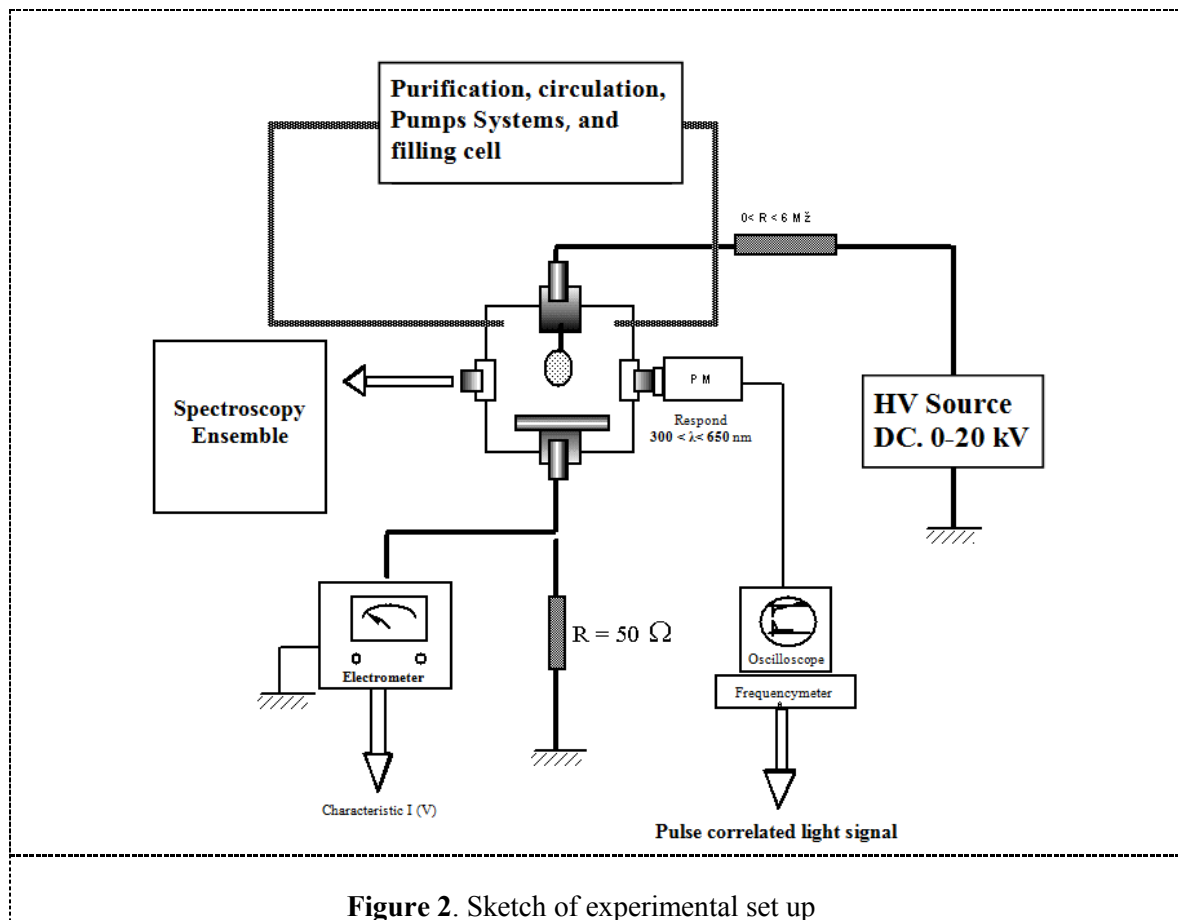 Purification, circulation,
Pumps Systems, and
filling cell
0< R < 6 M ž
Spectroscopy
Ensemble
P M
Respond
300 < λ< 650 nm
HV Source
DC. 0-20 kV
R = 50 Ω
Electrometer
Oscilloscope
Frequencymeter
Characteristic I (V)
Pulse correlated light signal
Figure 2. Sketch of experimental set up